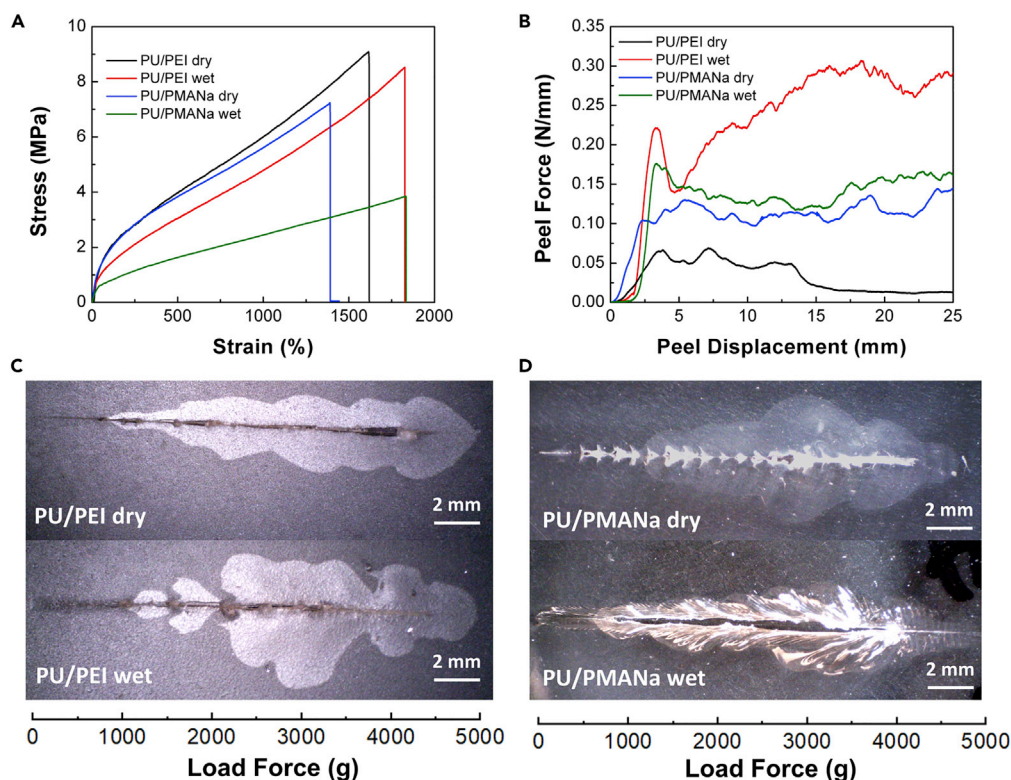 A
Stress (MPa)
10
8
6
4
2
0
PU/PEI dry
PU/PEI wet
PU/PMANa dry
PU/PMANa wet
0 500 1000 1500 2000
Strain (%)
B
Peel Force (N/mm)
0.35
0.30
0.25
0.20
0.15
0.10
0.05
0.00
PU/PEI dry
PU/PEI wet
PU/PMANa dry
PU/PMANa wet
0 5 10 15 20 25
Peel Displacement (mm)
C
PU/PEI dry
2 mm
PU/PEI wet
2 mm
0 1000 2000 3000 4000 5000
Load Force (g)
D
PU/PMANa dry
2 mm
PU/PMANa wet
2 mm
0 1000 2000 3000 4000 5000
Load Force (g)